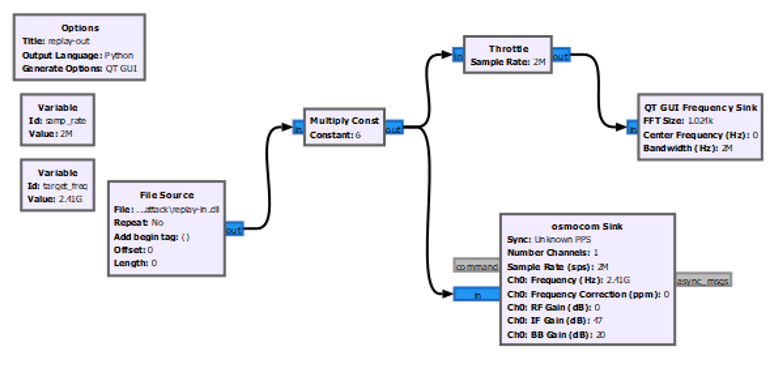 Options
Title: replay-out
Output Language: Python
Generate Options: QT GUI
Variable
Id: samp_rate
Value: 2M
Variable
Id: target_freq
Value: 2.41G
File Source
File: ...attack\replay-in.dll
Repeat: No
Add begin tag: ()
Offset: 0
Length: 0
out
in
Multiply Const
Constant: 6
out
in
Throttle
Sample Rate: 2M
out
in
QT GUI Frequency Sink
FFT Size: 1.024k
Center Frequency (Hz): 0
Bandwidth (Hz): 2M
command
in
osmocom Sink
Sync: Unknown PPS
Number Channels: 1
Sample Rate (sps): 2M
Ch0: Frequency (Hz): 2.41G
Ch0: Frequency Correction (ppm): 0
Ch0: RF Gain (dB): 0
Ch0: IF Gain (dB): 47
Ch0: BB Gain (dB): 20
async_msgs